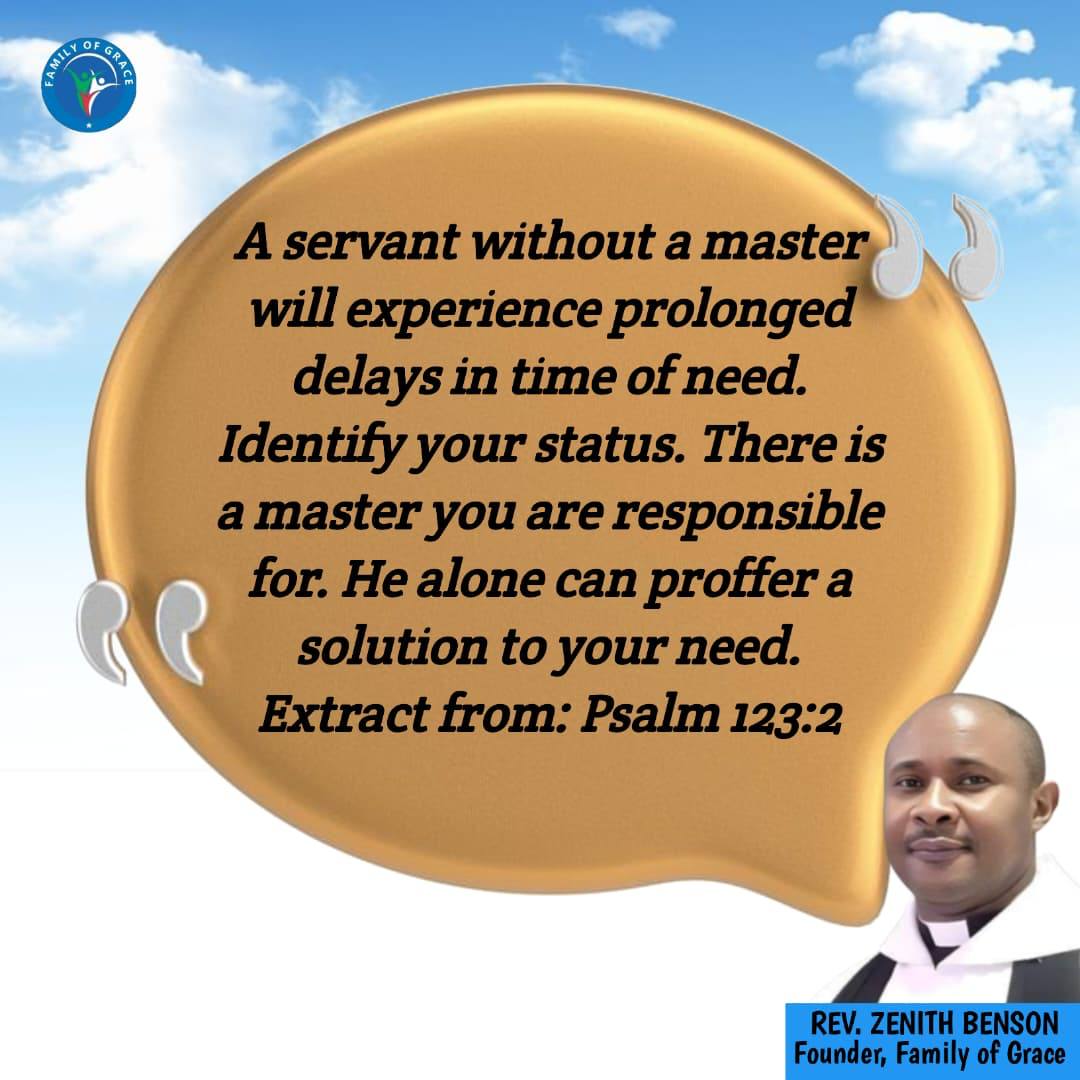 FAMILY OF GRACE
A servant without a master
will experience prolonged
delays in time of need.
Identify your status. There is
a master you are responsible
for. He alone can proffer a
solution to your need.
Extract from: Psalm 123:2
REV. ZENITH BENSON
Founder, Family of Grace